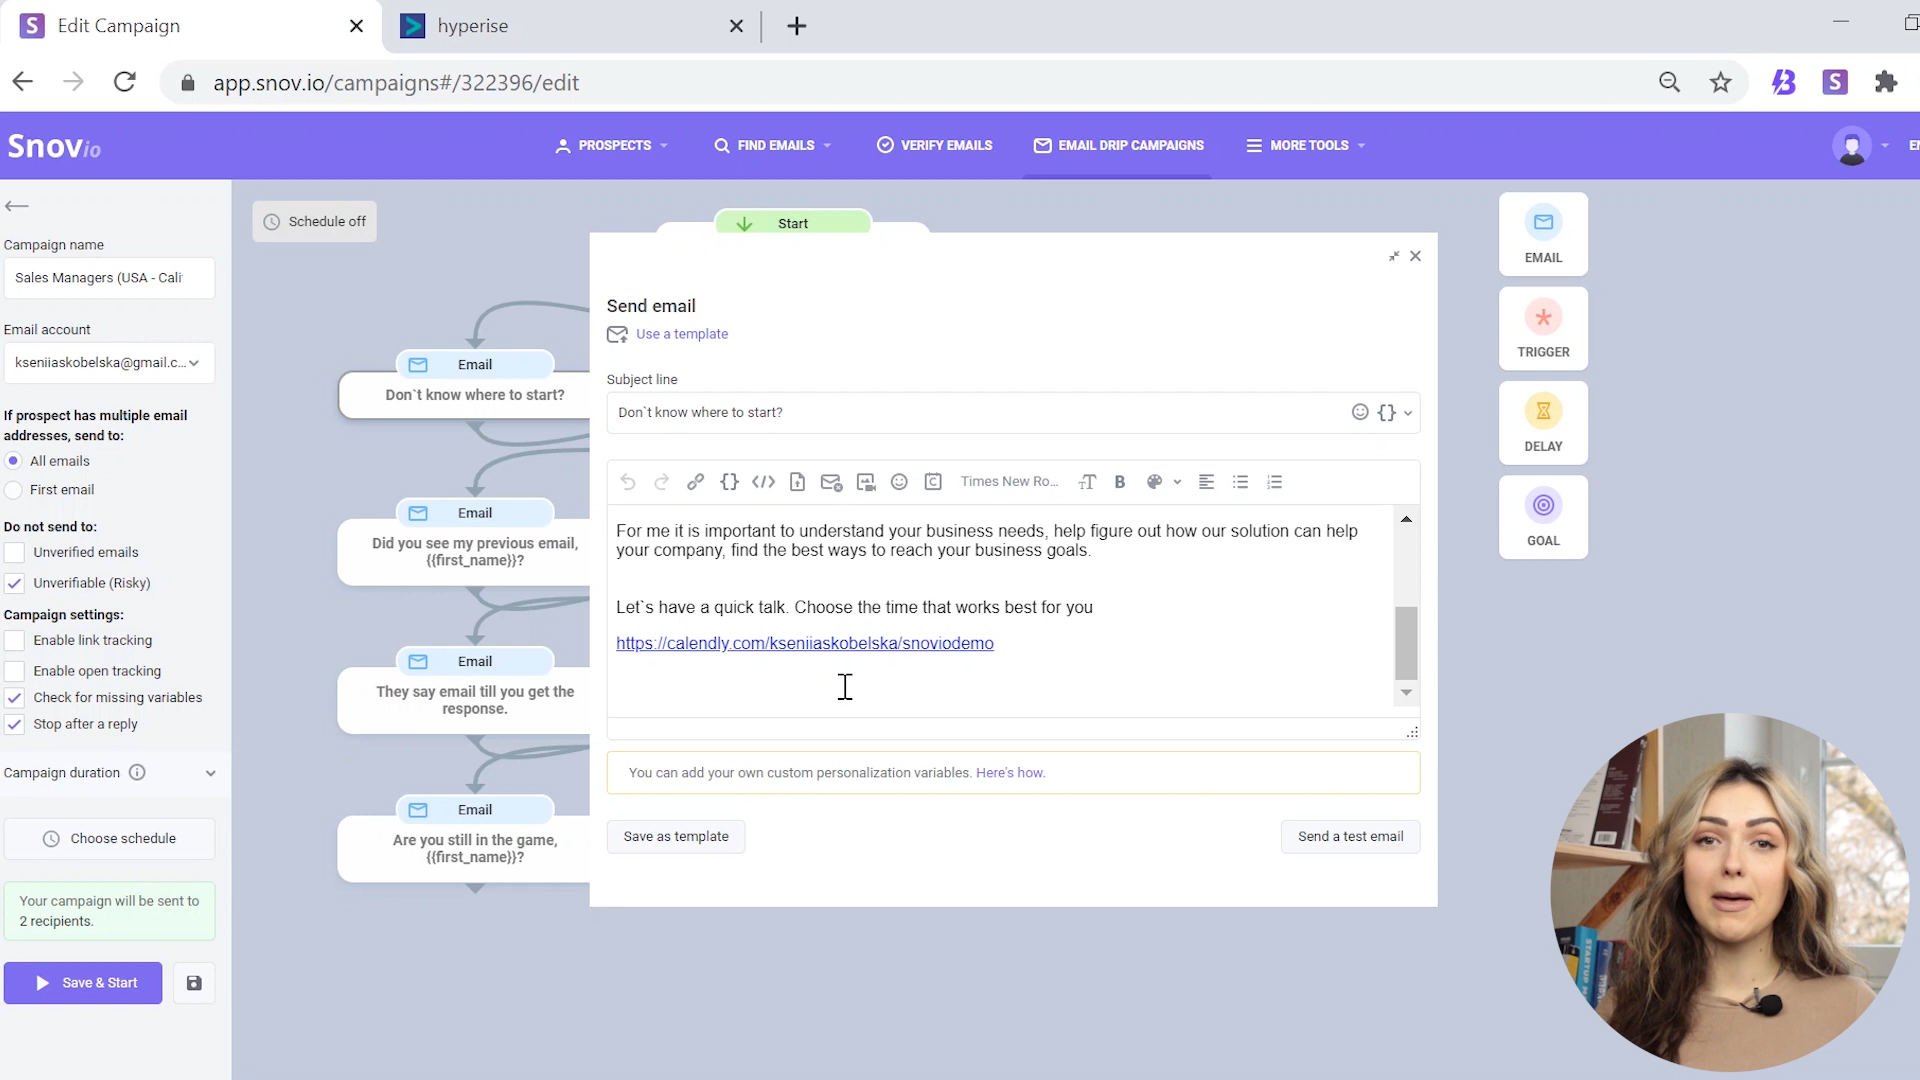 Edit Campaign
hyperise
app.snov.io/campaigns#/322396/edit
Snovio
PROSPECTS
FIND EMAILS
VERIFY EMAILS
EMAIL DRIP CAMPAIGNS
MORE TOOLS
Schedule off
Start
Campaign name
Sales Managers (USA - Cali
Email account
kseniiaskobelska@gmail.c...
If prospect has multiple email
addresses, send to:
All emails
First email
Do not send to:
Unverified emails
Unverifiable (Risky)
Campaign settings:
Enable link tracking
Enable open tracking
Check for missing variables
Stop after a reply
Campaign duration
Choose schedule
Your campaign will be sent to
2 recipients.
Save & Start
Email
Don`t know where to start?
Email
Did you see my previous email,
{{first_name}}?
Email
They say email till you get the
response.
Email
Are you still in the game,
{{first_name}}?
Send email
Use a template
Subject line
Don`t know where to start?
Times New Ro...
For me it is important to understand your business needs, help figure out how our solution can help
your company, find the best ways to reach your business goals.
Let`s have a quick talk. Choose the time that works best for you
https://calendly.com/kseniiaskobelska/snoviodemo
You can add your own custom personalization variables. Here's how.
Save as template
Send a test email
EMAIL
TRIGGER
DELAY
GOAL
STARTUP